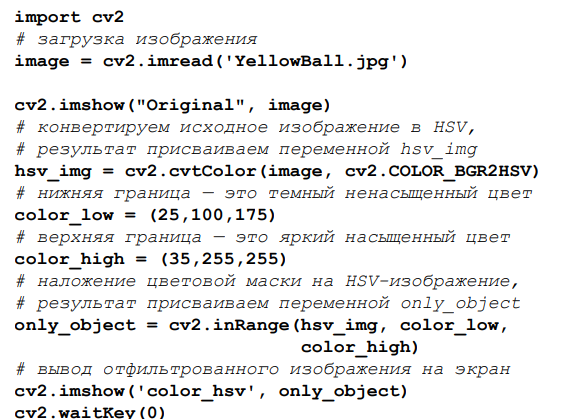 import cv2
# загрузка изображения
image = cv2.imread('YellowBall.jpg')
cv2.imshow("Original", image)
# конвертируем исходное изображение в HSV,
# результат присваиваем переменной hsv_img
hsv_img = cv2.cvtColor(image, cv2.COLOR_BGR2HSV)
# нижняя граница — это темный ненасыщенный цвет
color_low = (25,100,175)
# верхняя граница — это яркий насыщенный цвет
color_high = (35,255,255)
# наложение цветовой маски на HSV-изображение,
# результат присваиваем переменной only_object
only_object = cv2.inRange(hsv_img, color_low,
color_high)
# вывод отфильтрованного изображения на экран
cv2.imshow('color_hsv', only_object)
cv2.waitKey(0)